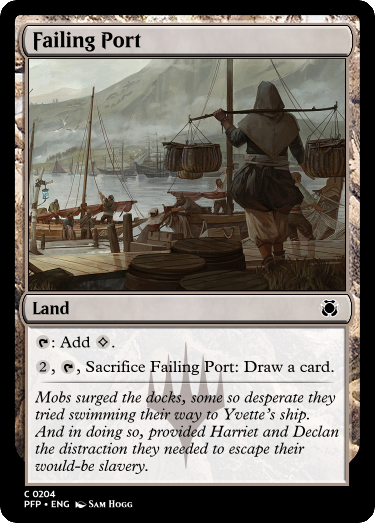 Failing Port
Land
: Add .
2, , Sacrifice Failing Port: Draw a card.
Mobs surged the docks, some so desperate they
tried swimming their way to Yvette's ship.
And in doing so, provided Harriet and Declan
the distraction they needed to escape their
would-be slavery.
C 0204
PFP • ENG Sam Hogg